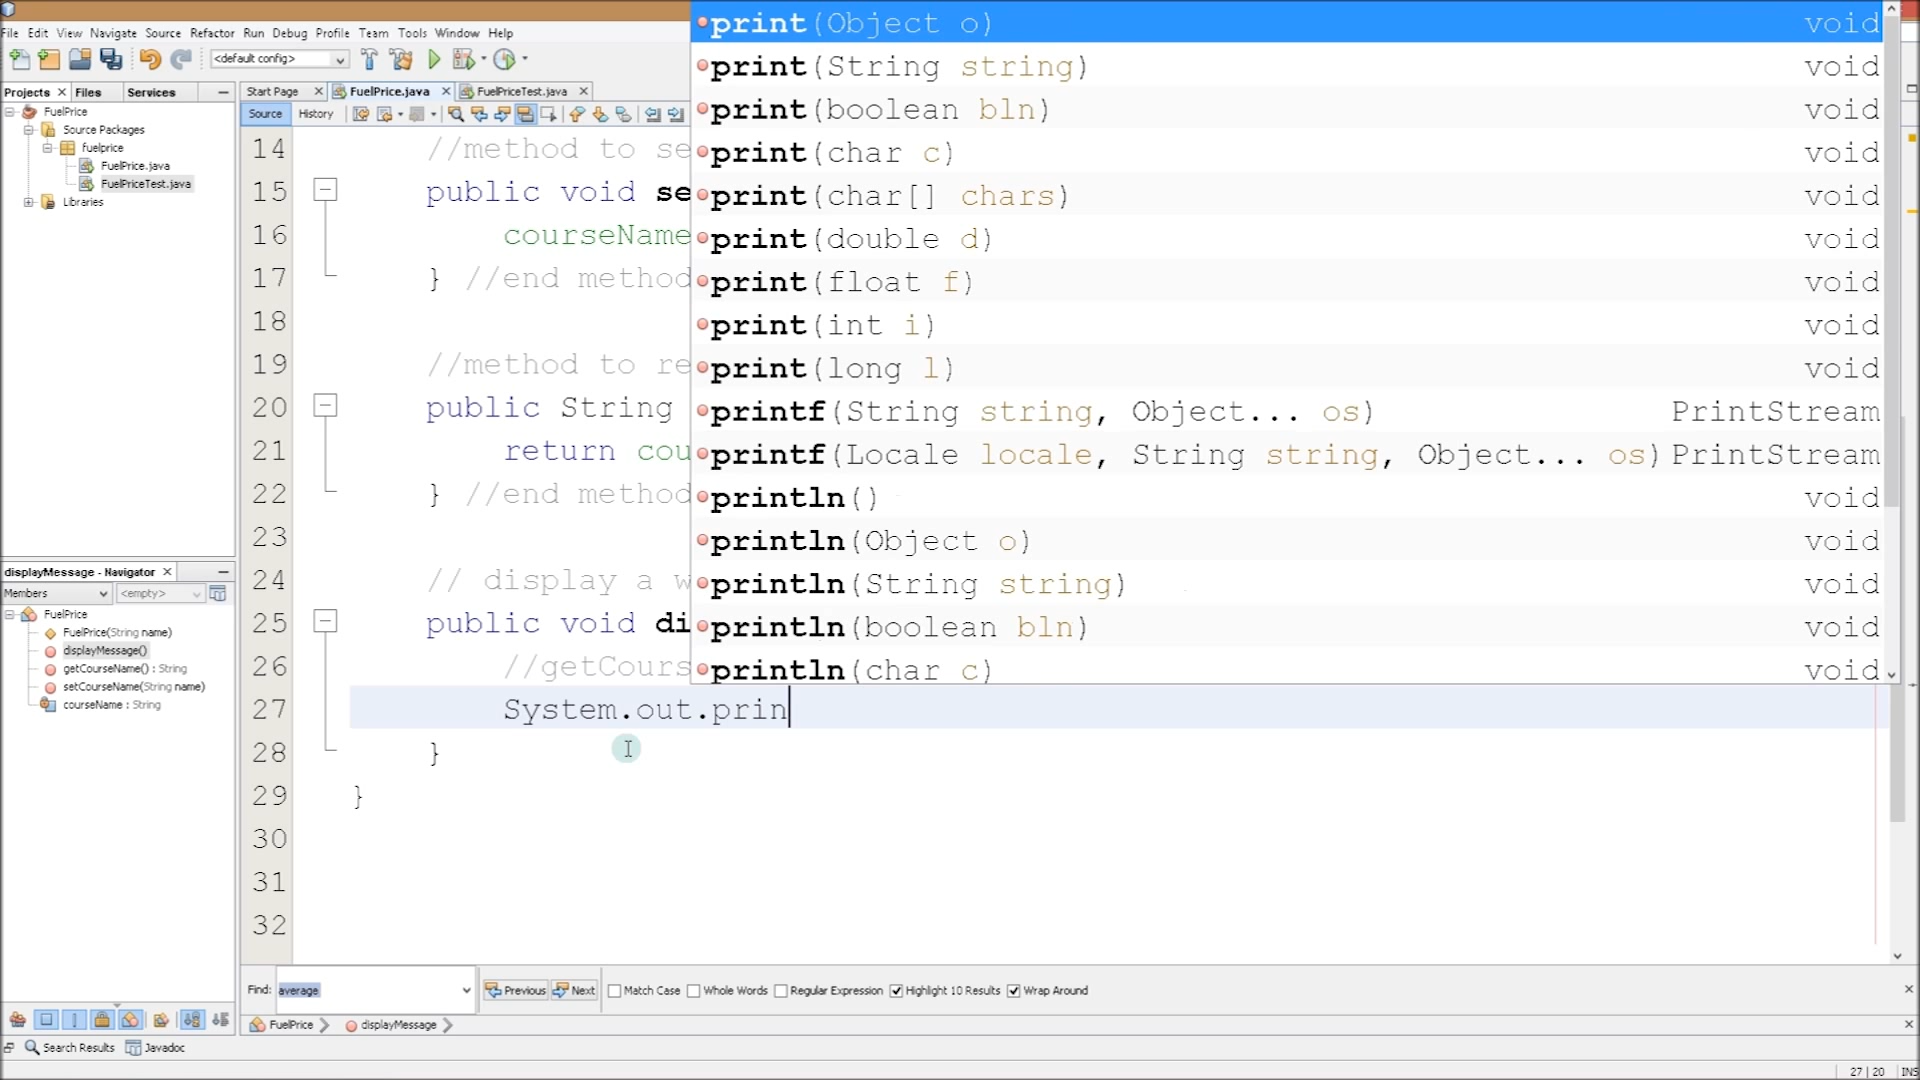 File Edit View Navigate Source Refactor Run Debug Profile Team Tools Window Help
<default config>
Projects Files Services
FuelPrice
Source Packages
fuelprice
FuelPrice.java
FuelPriceTest.java
Libraries
displayMessage - Navigator
Members <empty>
FuelPrice
FuelPrice(String name)
displayMessage()
getCourseName() : String
setCourseName(String name)
courseName : String
Start Page FuelPrice.java FuelPriceTest.java
Source History
14 //method to se
15 public void se
16 courseName
17 } //end method
18
19 //method to re
20 public String
21 return cou
22 } //end method
23
24 // display a w
25 public void di
26 //getCours
27 System.out.prin
28 }
29 }
30
31
32
print(Object o) void
print(String string) void
print(boolean bln) void
print(char c) void
print(char[] chars) void
print(double d) void
print(float f) void
print(int i) void
print(long l) void
printf(String string, Object... os) PrintStream
printf(Locale locale, String string, Object... os) PrintStream
println() void
println(Object o) void
println(String string) void
println(boolean bln) void
println(char c) void
Find: average Previous Next Match Case Whole Words Regular Expression Highlight 10 Results Wrap Around
FuelPrice displayMessage
Search Results Javadoc
27 | 20 INS